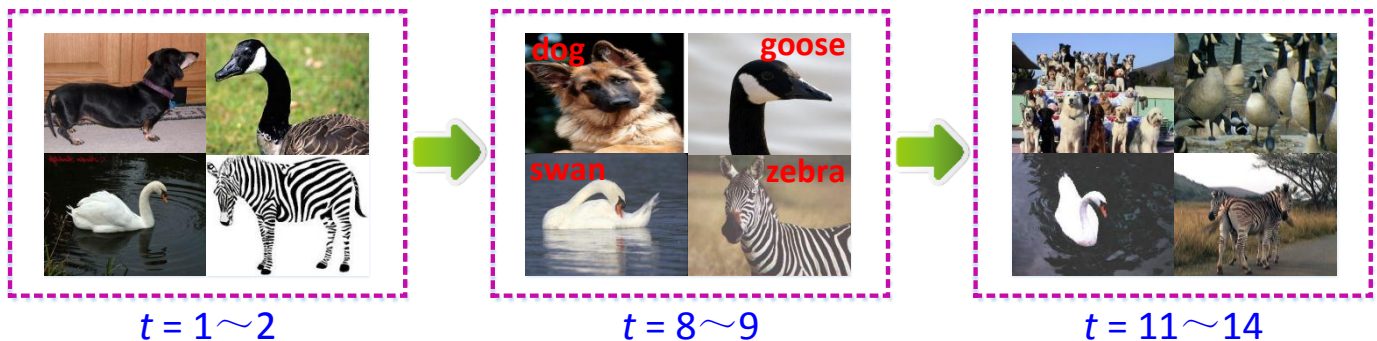 dog
goose
swan
zebra
t = 1～2
t = 8～9
t = 11～14